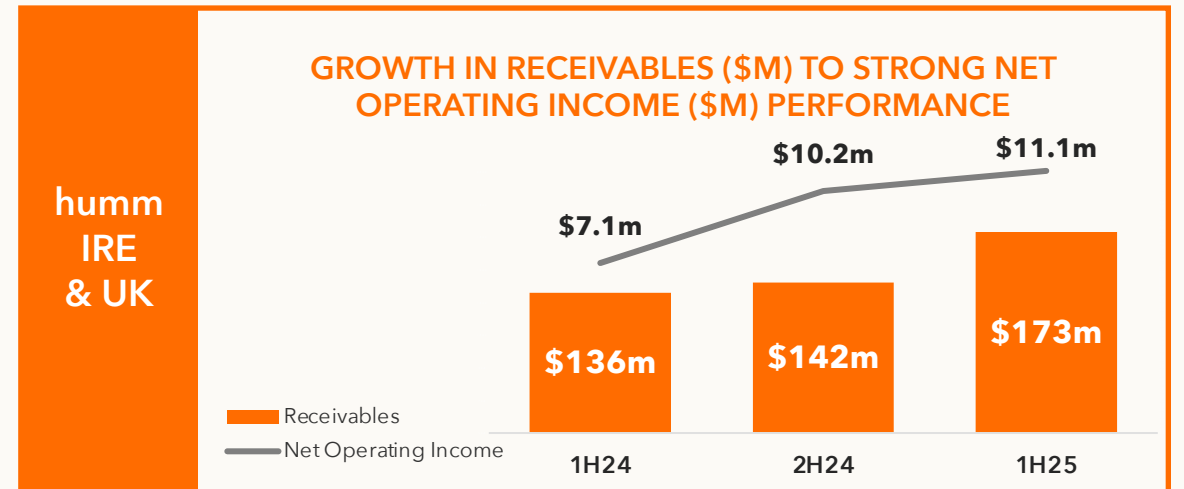 humm
IRE
& UK
GROWTH IN RECEIVABLES ($M) TO STRONG NET
OPERATING INCOME ($M) PERFORMANCE
$7.1m
$10.2m
$11.1m
$136m
$142m
$173m
Receivables
Net Operating Income
1H24
2H24
1H25